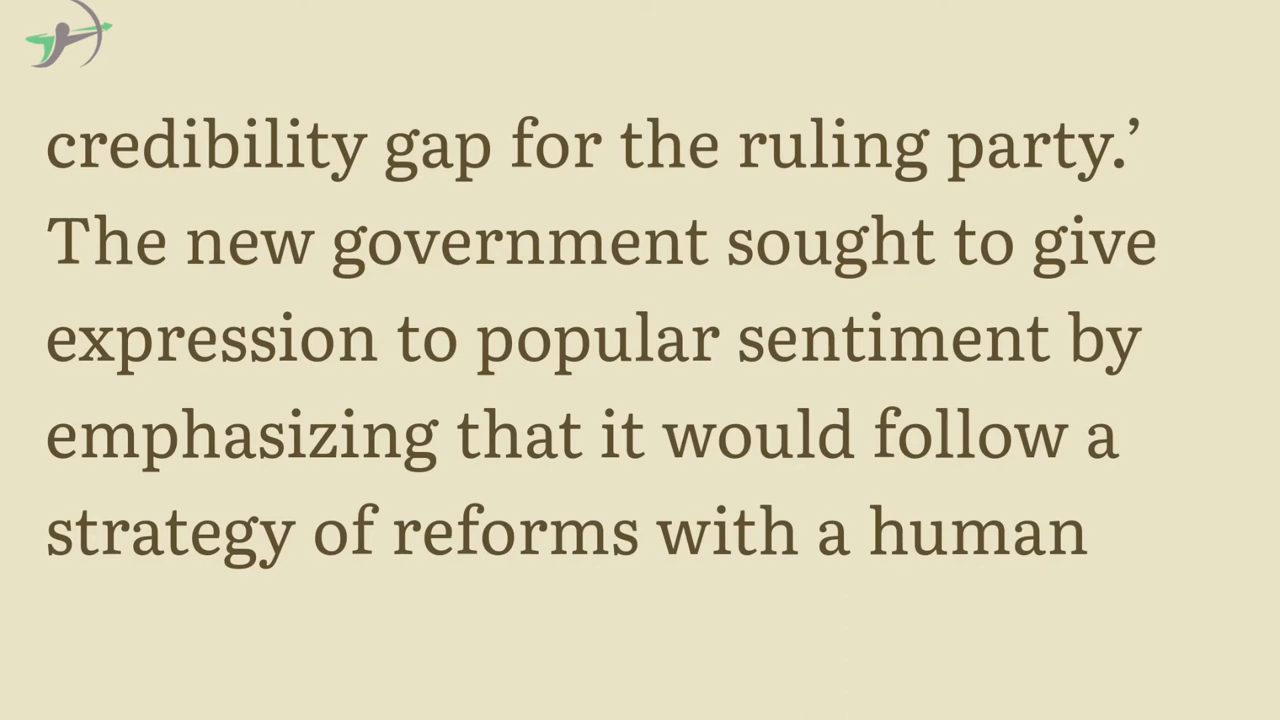 credibility gap for the ruling party.’
The new government sought to give
expression to popular sentiment by
emphasizing that it would follow a
strategy of reforms with a human